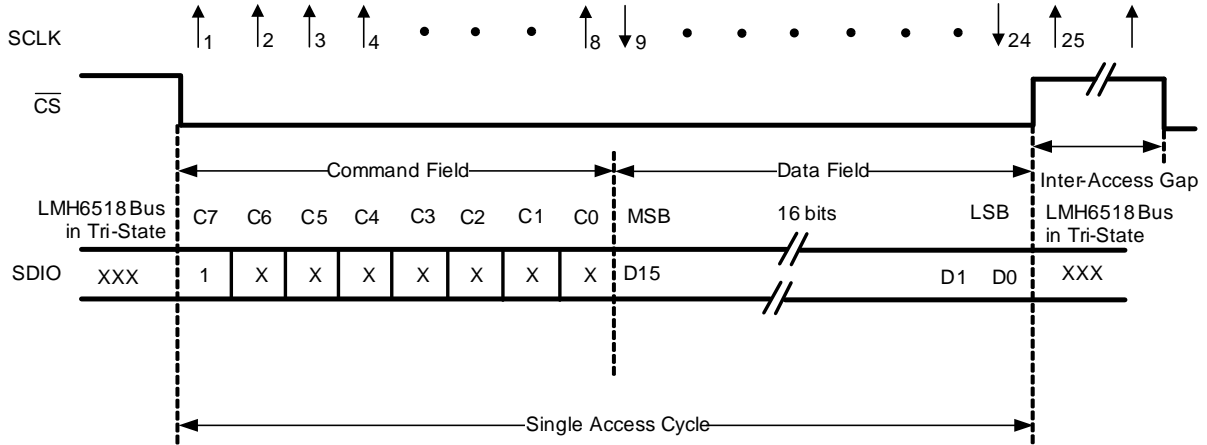 SCLK
1 2 3 4 8 9 24 25
CS
Command Field
Data Field
Inter-Access Gap
LMH6518 Bus
in Tri-State
C7 C6 C5 C4 C3 C2 C1 C0 MSB 16 bits LSB
LMH6518 Bus
in Tri-State
SDIO XXX 1 X X X X X X X D15 D1 D0 XXX
Single Access Cycle